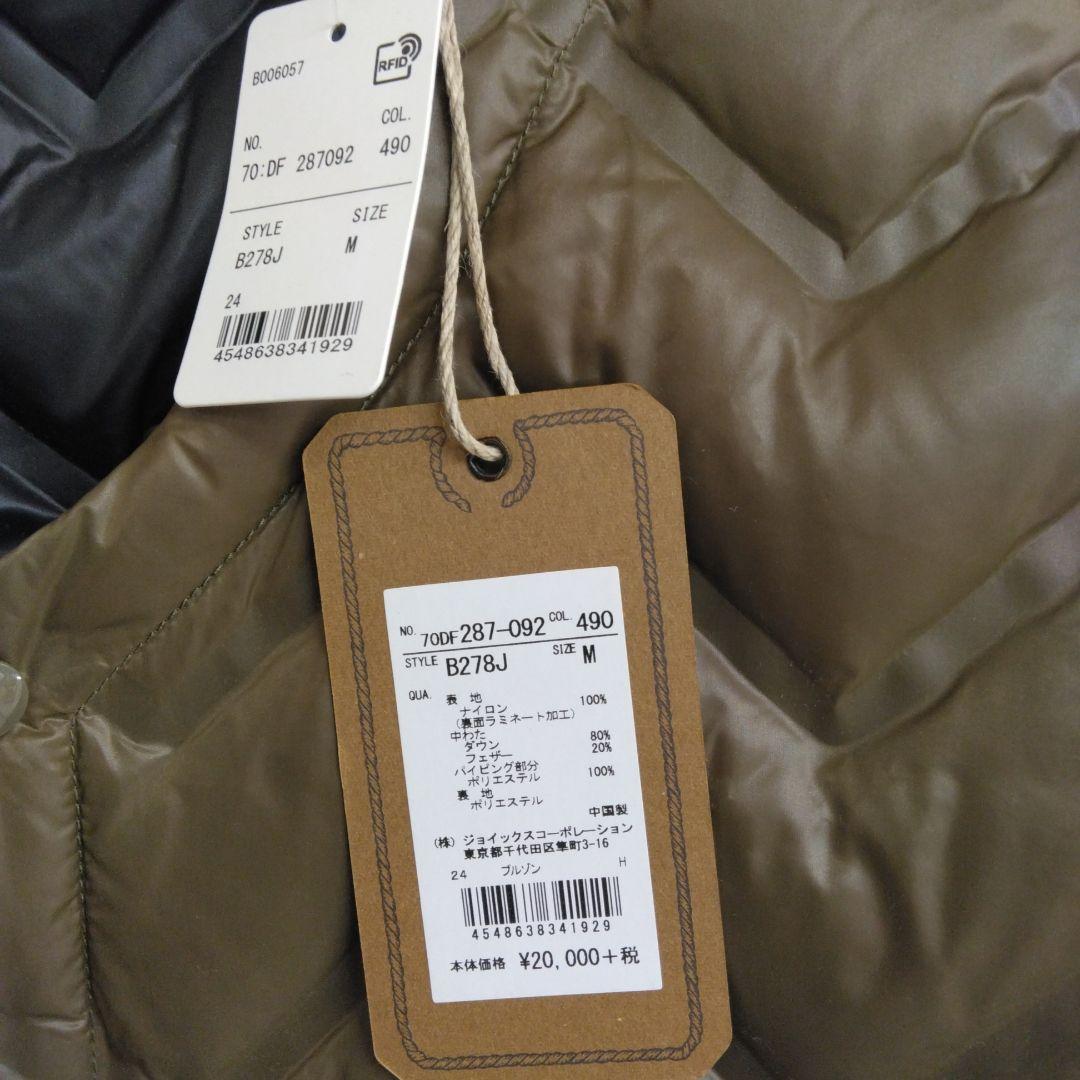 B006057
RFID
NO. COL.
70:DF 287092 490
STYLE SIZE
B278J M
24
4548638341929
NO. 70DF287-092 COL. 490
STYLE B278J SIZE M
QUA. 表 地
ナイロン 100%
(裏面ラミネート加工)
中わた
ダウン 80%
フェザー 20%
パイピング部分
ポリエステル 100%
裏 地
ポリエステル
中国製
(株) ジョイックスコーポレーション
東京都千代田区隼町3-16
24 ブルゾン H
4548638341929
本体価格 ¥20,000+税